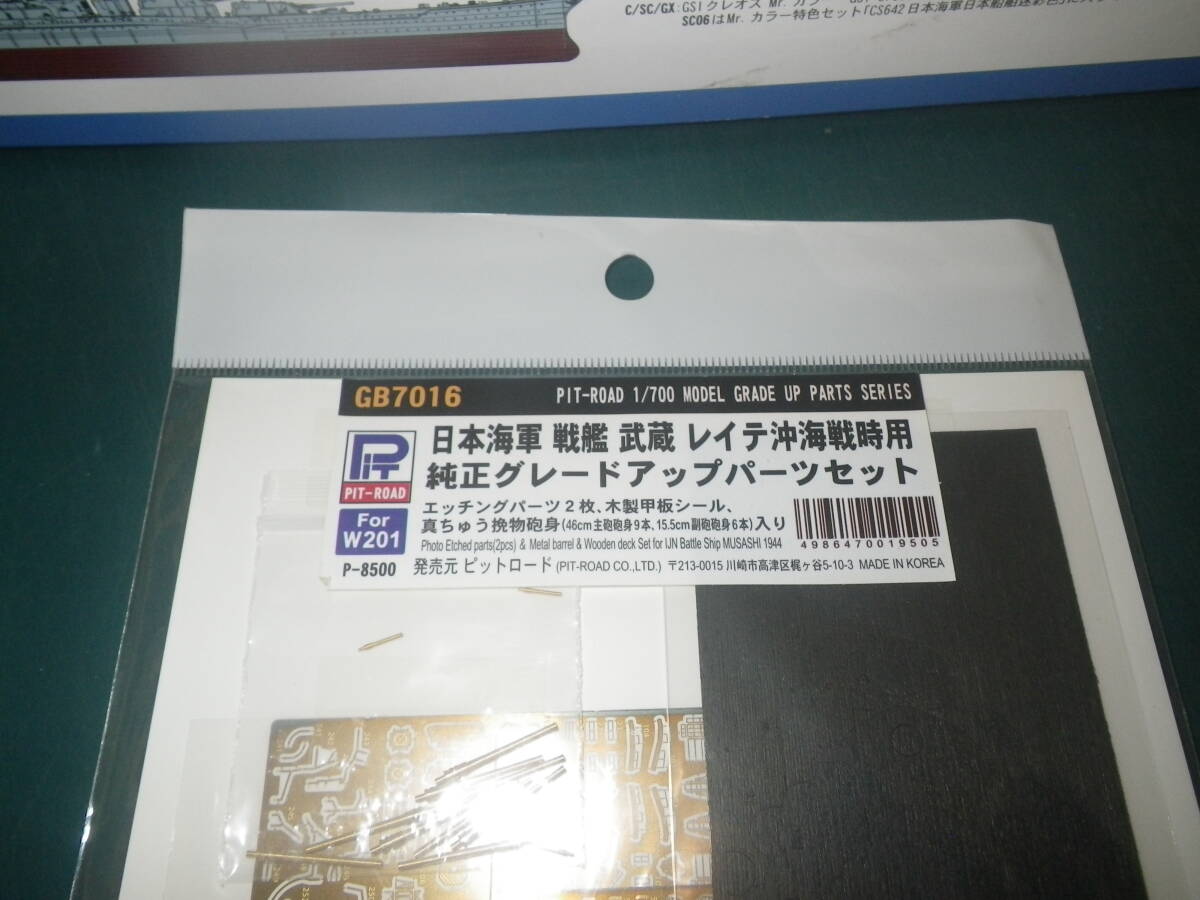 C/SC/GX:GSIクレオス Mr. カラー
SC06はMr. カラー特色セット「CS642 日本海軍日本船舶迷彩色」に
GB7016 PIT-ROAD 1/700 MODEL GRADE UP PARTS SERIES
PIT
PIT-ROAD
日本海軍 戦艦 武蔵 レイテ沖海戦時用
純正グレードアップパーツセット
For
W201
エッチングパーツ2枚、木製甲板シール、
真ちゅう挽物砲身(46cm主砲砲身9本、15.5cm副砲砲身6本)入り
4986470019505
Photo Etched parts(2pcs) & Metal barrel & Wooden deck Set for IJN Battle Ship MUSASHI 1944
P-8500 発売元 ピットロード (PIT-ROAD CO.,LTD.) 〒213-0015 川崎市高津区梶ヶ谷5-10-3 MADE IN KOREA